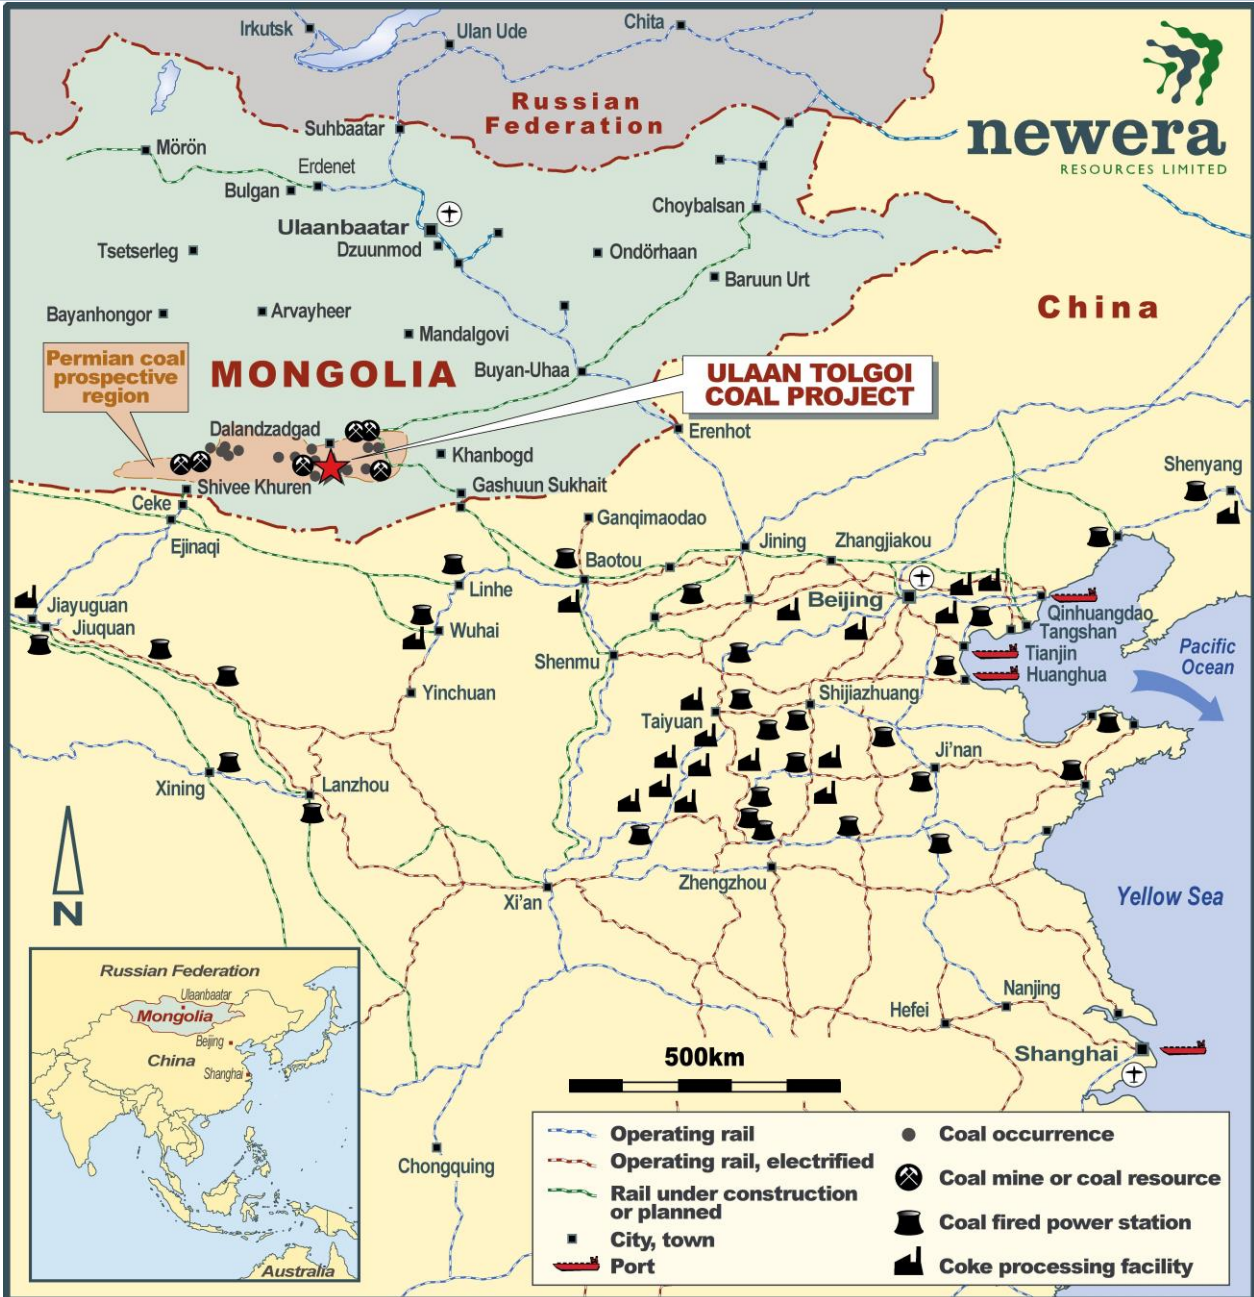 Irkutsk
Ulan Ude
Chita
Russian
Federation
newera
RESOURCES LIMITED
Suhbaatar
Mörön
Erdenet
Bulgan
Choybalsan
Ulaanbaatar
Dzuunmod
Tsetserleg
Ondörhaan
Baruun Urt
Bayanhongor
Arvayheer
Mandalgovi
China
Permian coal
prospective
region
MONGOLIA
Buyan-Uhaa
ULAAN TOLGOI
COAL PROJECT
Dalandzadgad
Erenhot
Khanbogd
Shivee Khuren
Gashuun Sukhait
Shenyang
Ceke
Ejinaqi
Ganqimaodao
Jining
Zhangjiakou
Baotou
Linhe
Beijing
Jiayuguan
Jiuquan
Wuhai
Qinhuangdao
Tangshan
Tianjin
Huanghua
Pacific
Ocean
Shenmu
Yinchuan
Shijiazhuang
Taiyuan
Ji'nan
Xining
Lanzhou
Zhengzhou
Xi'an
Yellow Sea
N
Nanjing
Hefei
Shanghai
Chongquing
500km
Russian Federation
Ulaanbaatar
Mongolia
Beijing
China
Shanghai
Australia
Operating rail
Operating rail, electrified
Rail under construction
or planned
City, town
Port
Coal occurrence
Coal mine or coal resource
Coal fired power station
Coke processing facility